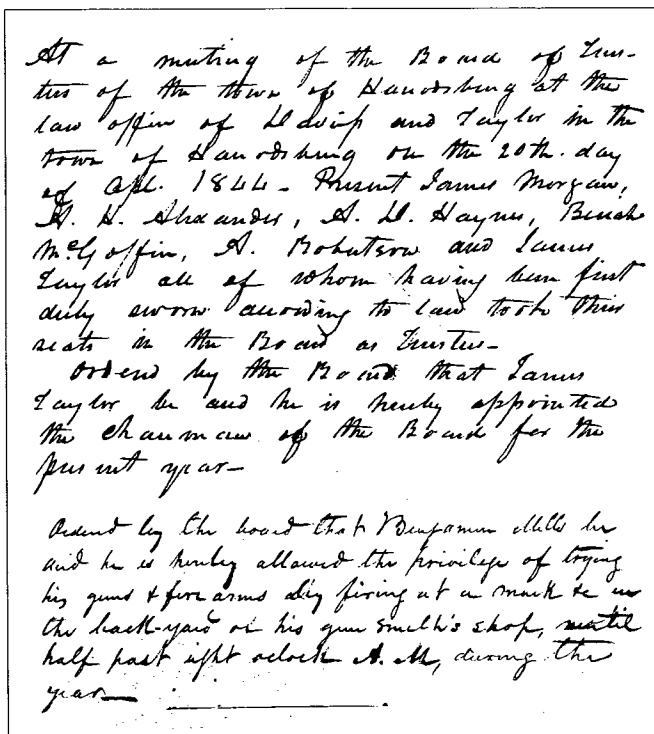 At a meeting of the Board of Trus-
tees of the town of Harrodsburg at the
law office of Daviess and Taylor in the
town of Harrodsburg on the 20th. day
of Apl. 1844 - Present James Morgan,
A. H. Alexander, A. D. Haynes, Beriah
McGoffin, A. Robertson and James
Taylor all of whom having been first
duly sworn according to law took their
seats in the Board as Trustees -
Ordered by the Board that James
Taylor be and he is hereby appointed
the chairman of the Board for the
present year -
Ordered by the board that Benjamin Mills be
and he is hereby allowed the privilege of trying
his guns & fire arms by firing at a mark &c in
the back-yard or his gun smith's shop, until
half past eight oclock A.M, during the
year